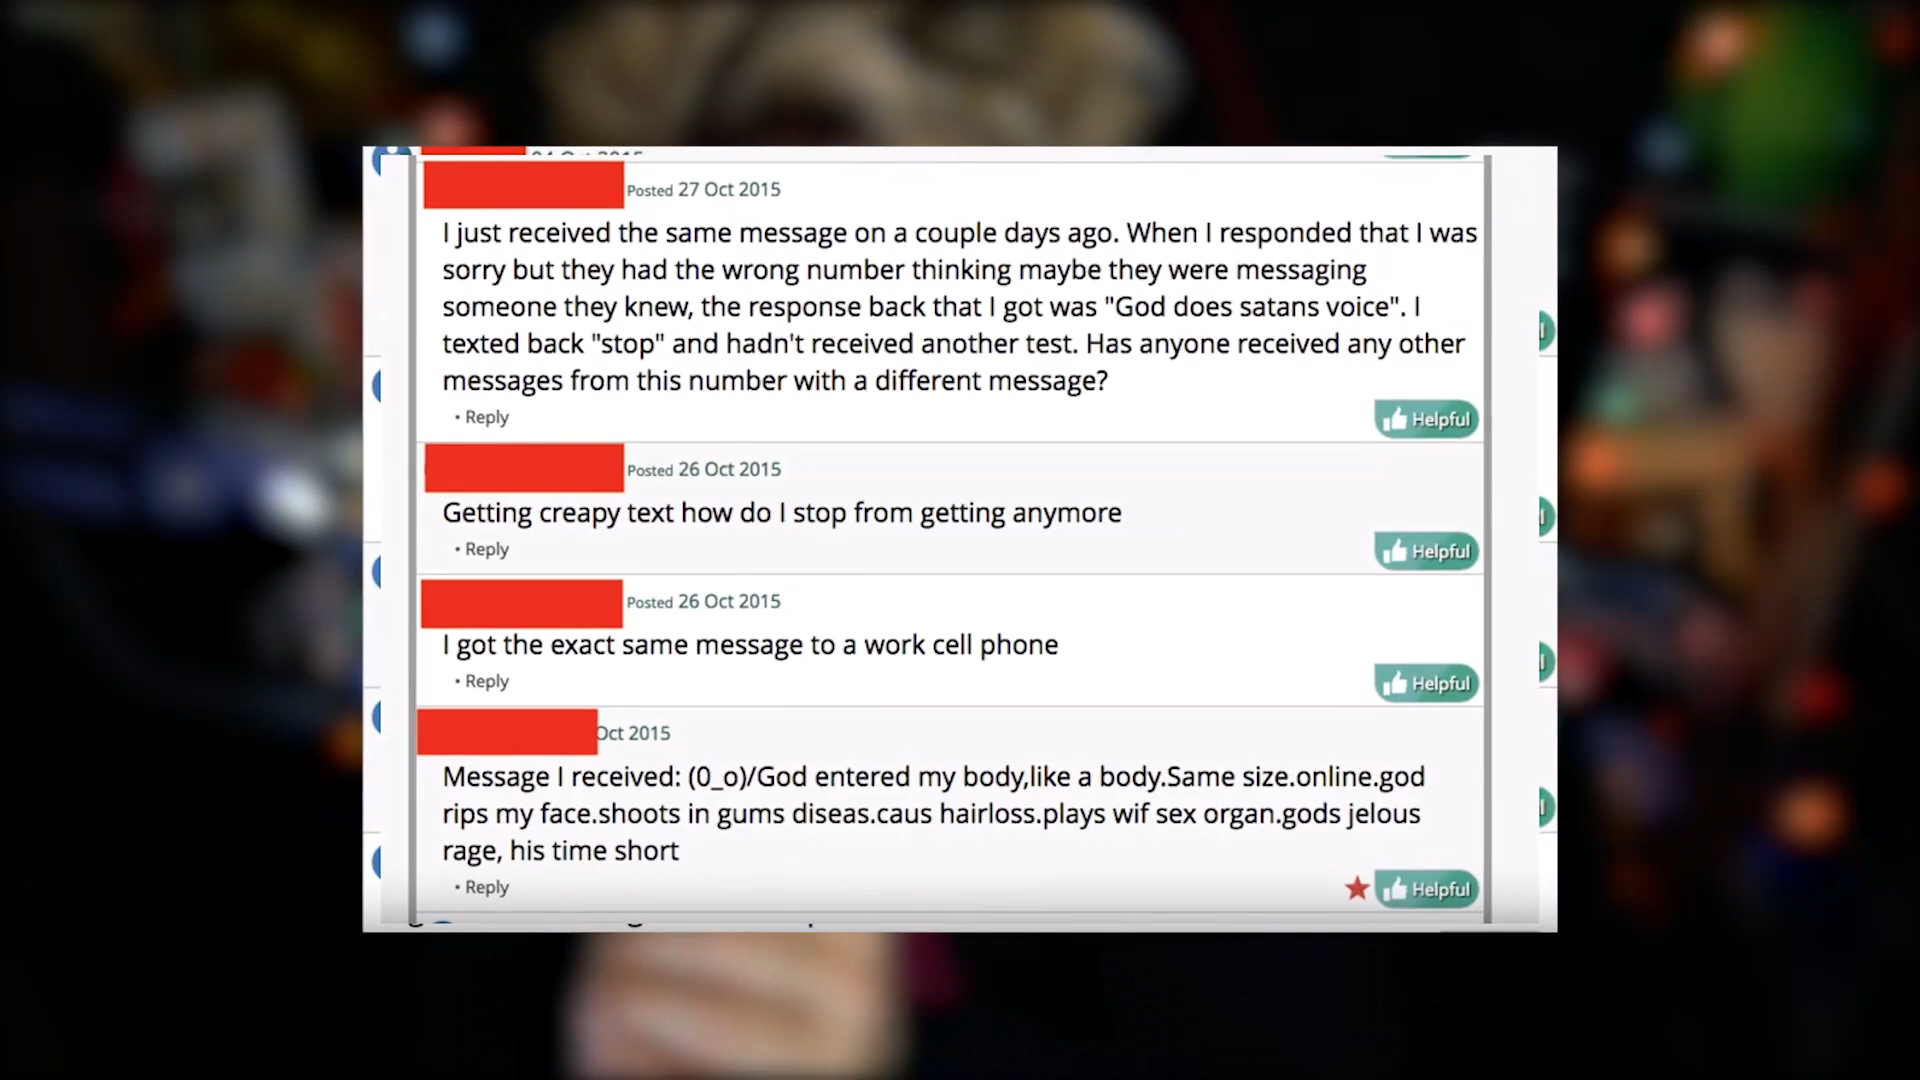 Posted 27 Oct 2015
I just received the same message on a couple days ago. When I responded that I was
sorry but they had the wrong number thinking maybe they were messaging
someone they knew, the response back that I got was "God does satans voice". I
texted back "stop" and hadn't received another test. Has anyone received any other
messages from this number with a different message?
• Reply
Helpful
Posted 26 Oct 2015
Getting creapy text how do I stop from getting anymore
• Reply
Helpful
Posted 26 Oct 2015
I got the exact same message to a work cell phone
• Reply
Helpful
Oct 2015
Message I received: (0_o)/God entered my body,like a body.Same size.online.god
rips my face.shoots in gums diseas.caus hairloss.plays wif sex organ.gods jelous
rage, his time short
• Reply
Helpful